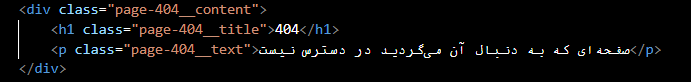 <div class="page-404__content">
<h1 class="page-404__title">404</h1>
<p class="page-404__text">صفحه‌ای که به دنبال آن می‌گردید در دسترس نیست</p>
</div>